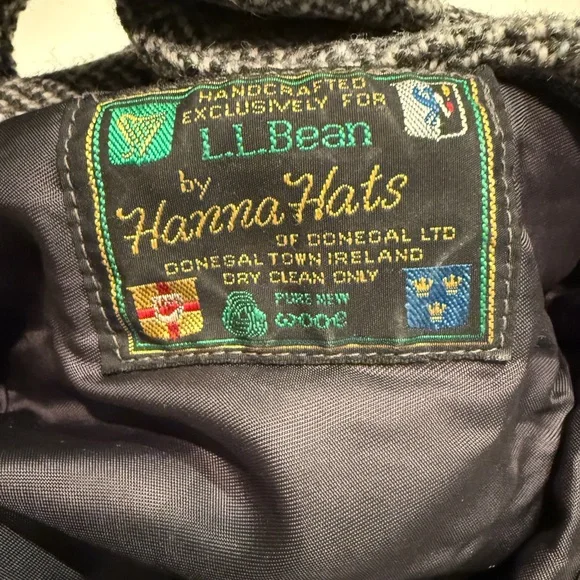 HANDCRAFTED
EXCLUSIVELY FOR
L.L.Bean
by
Hanna Hats
OF DONEGAL LTD
DONEGAL TOWN IRELAND
DRY CLEAN ONLY
PURE NEW
wool